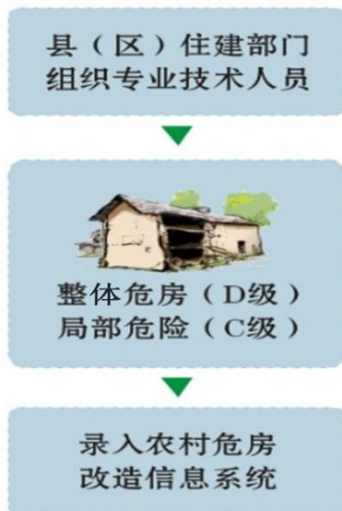 县（区）住建部门
组织专业技术人员
整体危房（D级）
局部危险（C级）
录入农村危房
改造信息系统